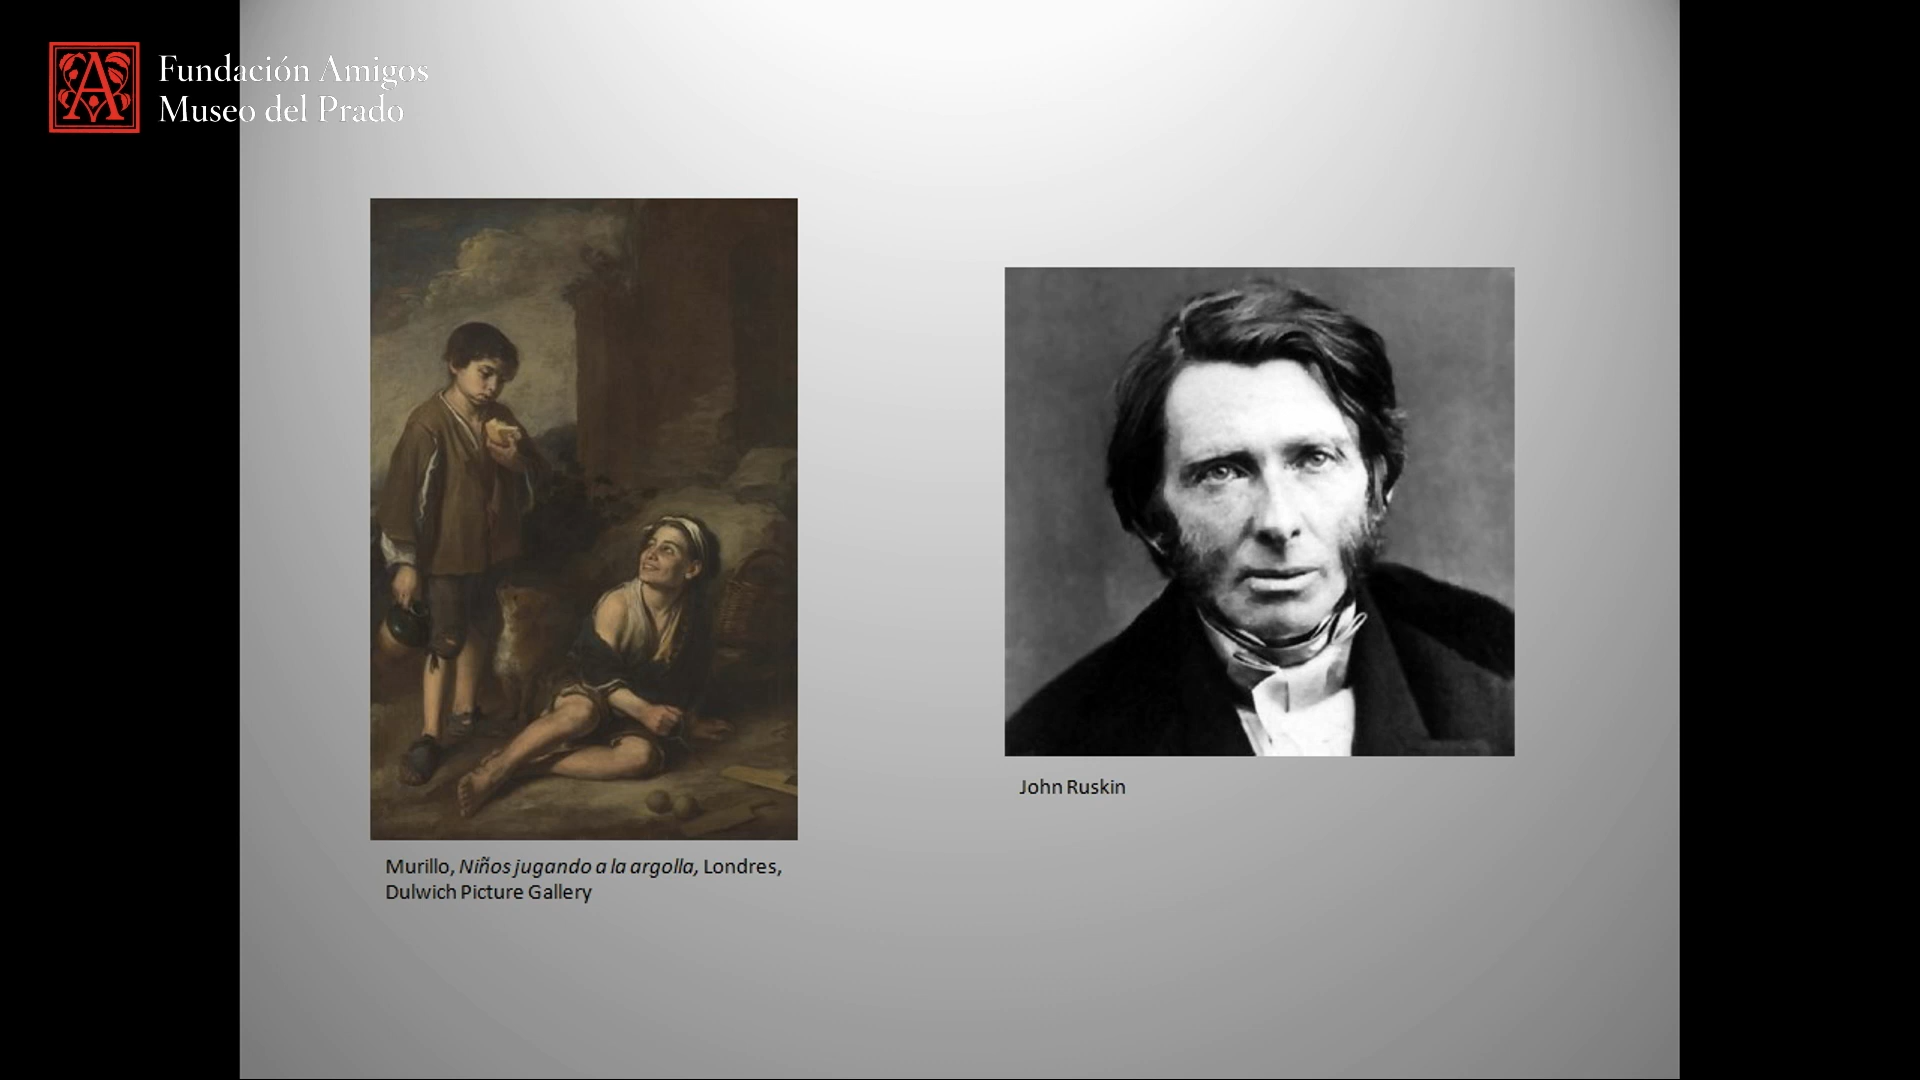 Fundación Amigos
Museo del Prado
Murillo, Niños jugando a la argolla, Londres,
Dulwich Picture Gallery
John Ruskin